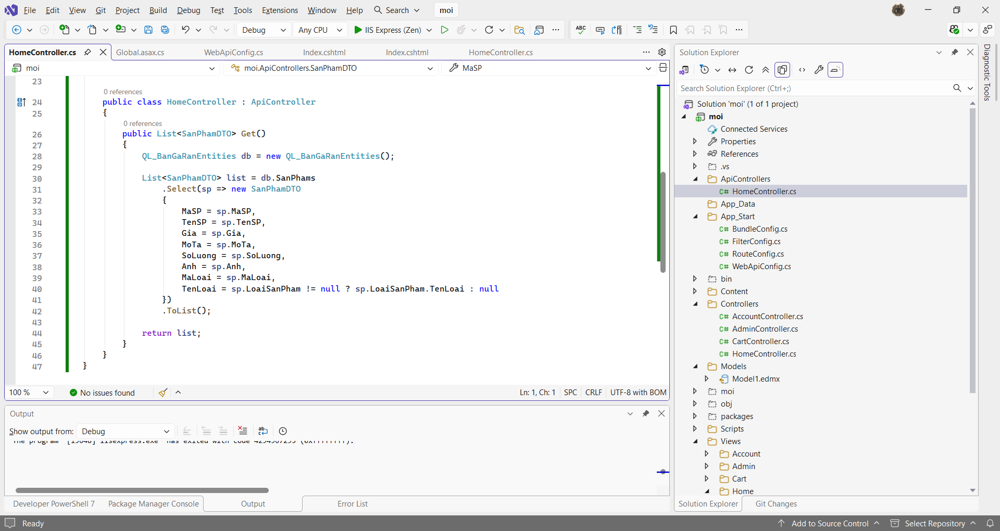 File Edit View Git Project Build Debug Test Tools Extensions Window Help Search moi
Debug Any CPU IIS Express (Zen)
HomeController.cs Global.asax.cs WebApiConfig.cs Index.cshtml Index.cshtml HomeController.cs
moi moi.ApiControllers.SanPhamDTO MaSP
23
0 references
24 public class HomeController : ApiController
25 {
0 references
26 public List<SanPhamDTO> Get()
27 {
28 QL_BanGaRanEntities db = new QL_BanGaRanEntities();
29
30 List<SanPhamDTO> list = db.SanPhams
31 .Select(sp => new SanPhamDTO
32 {
33 MaSP = sp.MaSP,
34 TenSP = sp.TenSP,
35 Gia = sp.Gia,
36 MoTa = sp.MoTa,
37 SoLuong = sp.SoLuong,
38 Anh = sp.Anh,
39 MaLoai = sp.MaLoai,
40 TenLoai = sp.LoaiSanPham != null ? sp.LoaiSanPham.TenLoai : null
41 })
42 .ToList();
43
44 return list;
45 }
46 }
47 }
100 % No issues found Ln: 1, Ch: 1 SPC CRLF UTF-8 with BOM
Output
Show output from: Debug
The program iisexpress.exe has exited with code 4294967295 (0xffffffff).
Developer PowerShell 7 Package Manager Console Output Error List
Solution Explorer
Search Solution Explorer (Ctrl+;)
Solution 'moi' (1 of 1 project)
moi
Connected Services
Properties
References
.vs
ApiControllers
C# HomeController.cs
App_Data
App_Start
C# BundleConfig.cs
C# FilterConfig.cs
C# RouteConfig.cs
C# WebApiConfig.cs
bin
Content
Controllers
C# AccountController.cs
C# AdminController.cs
C# CartController.cs
C# HomeController.cs
Models
Model1.edmx
moi
obj
packages
Scripts
Views
Account
Admin
Cart
Home
Solution Explorer Git Changes
Diagnostic Tools
Ready Add to Source Control Select Repository